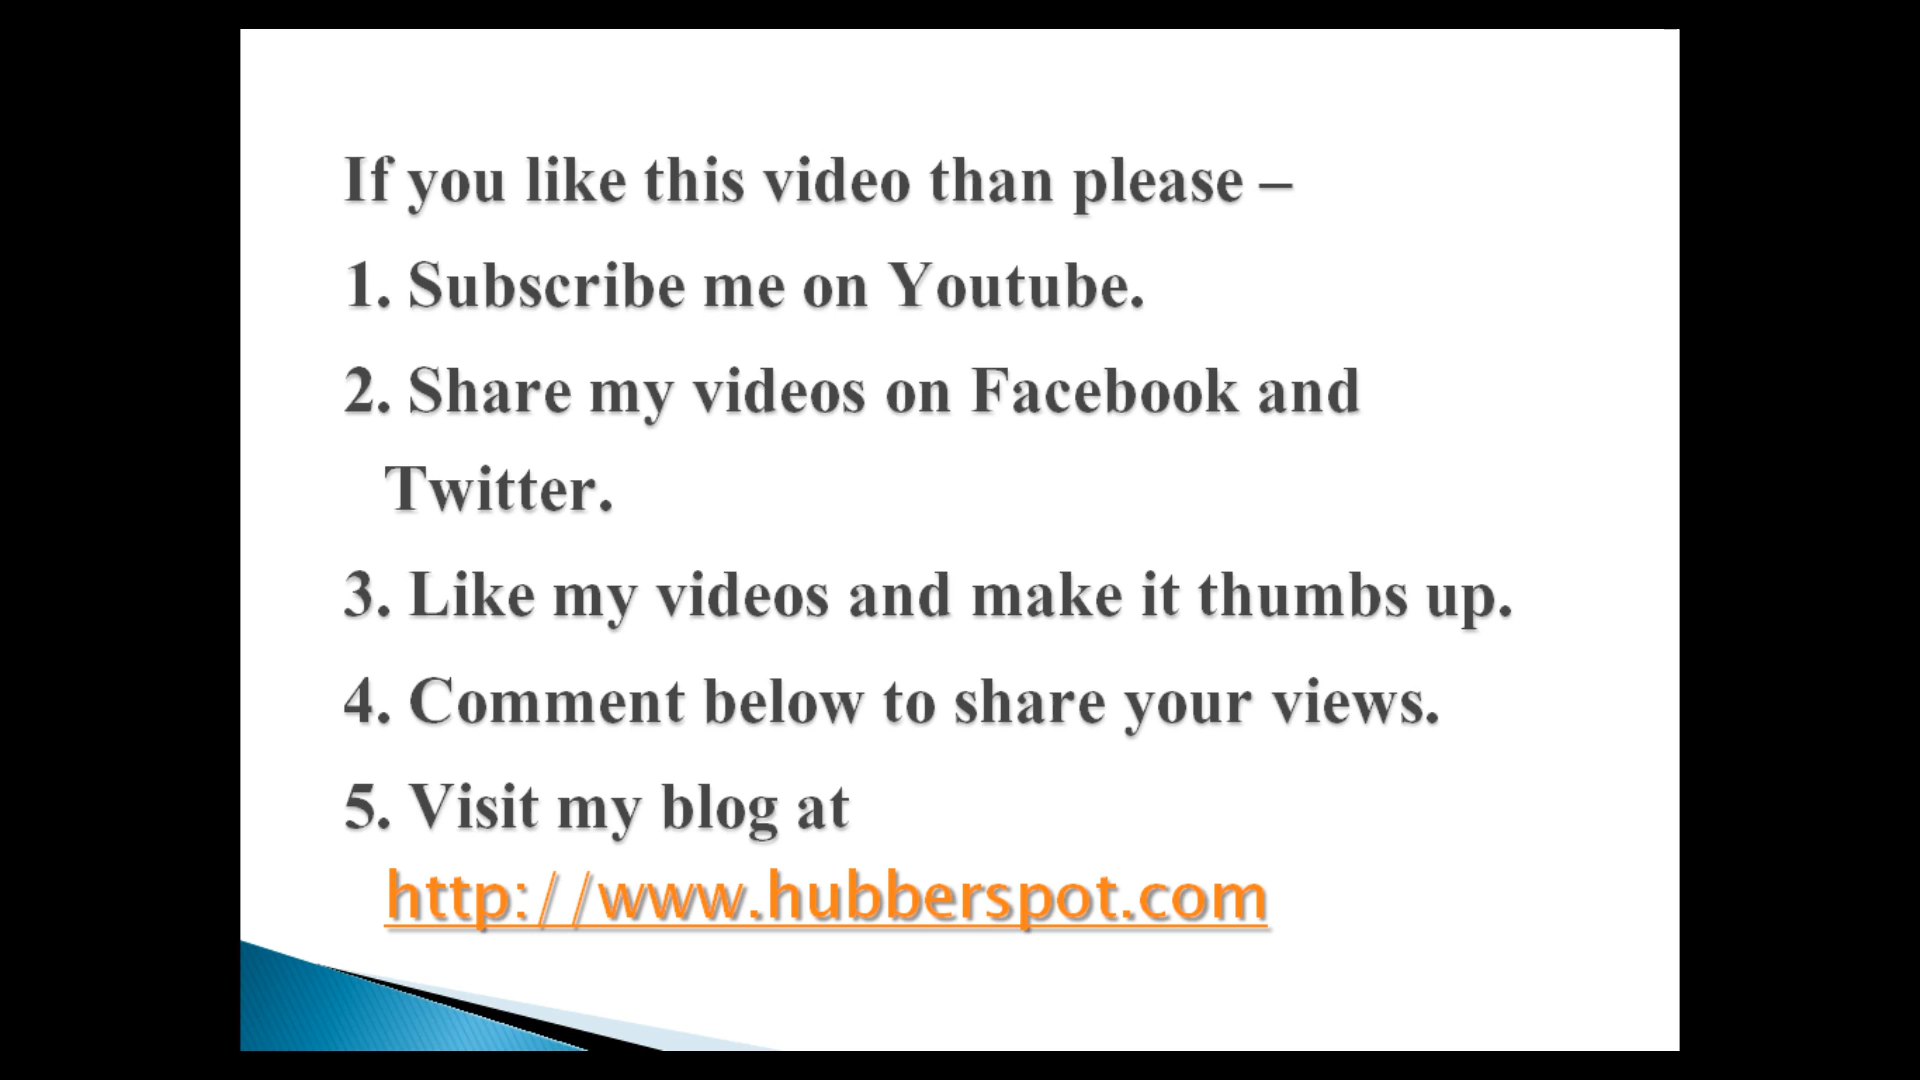 If you like this video than please –
1. Subscribe me on Youtube.
2. Share my videos on Facebook and
Twitter.
3. Like my videos and make it thumbs up.
4. Comment below to share your views.
5. Visit my blog at
http://www.hubberspot.com